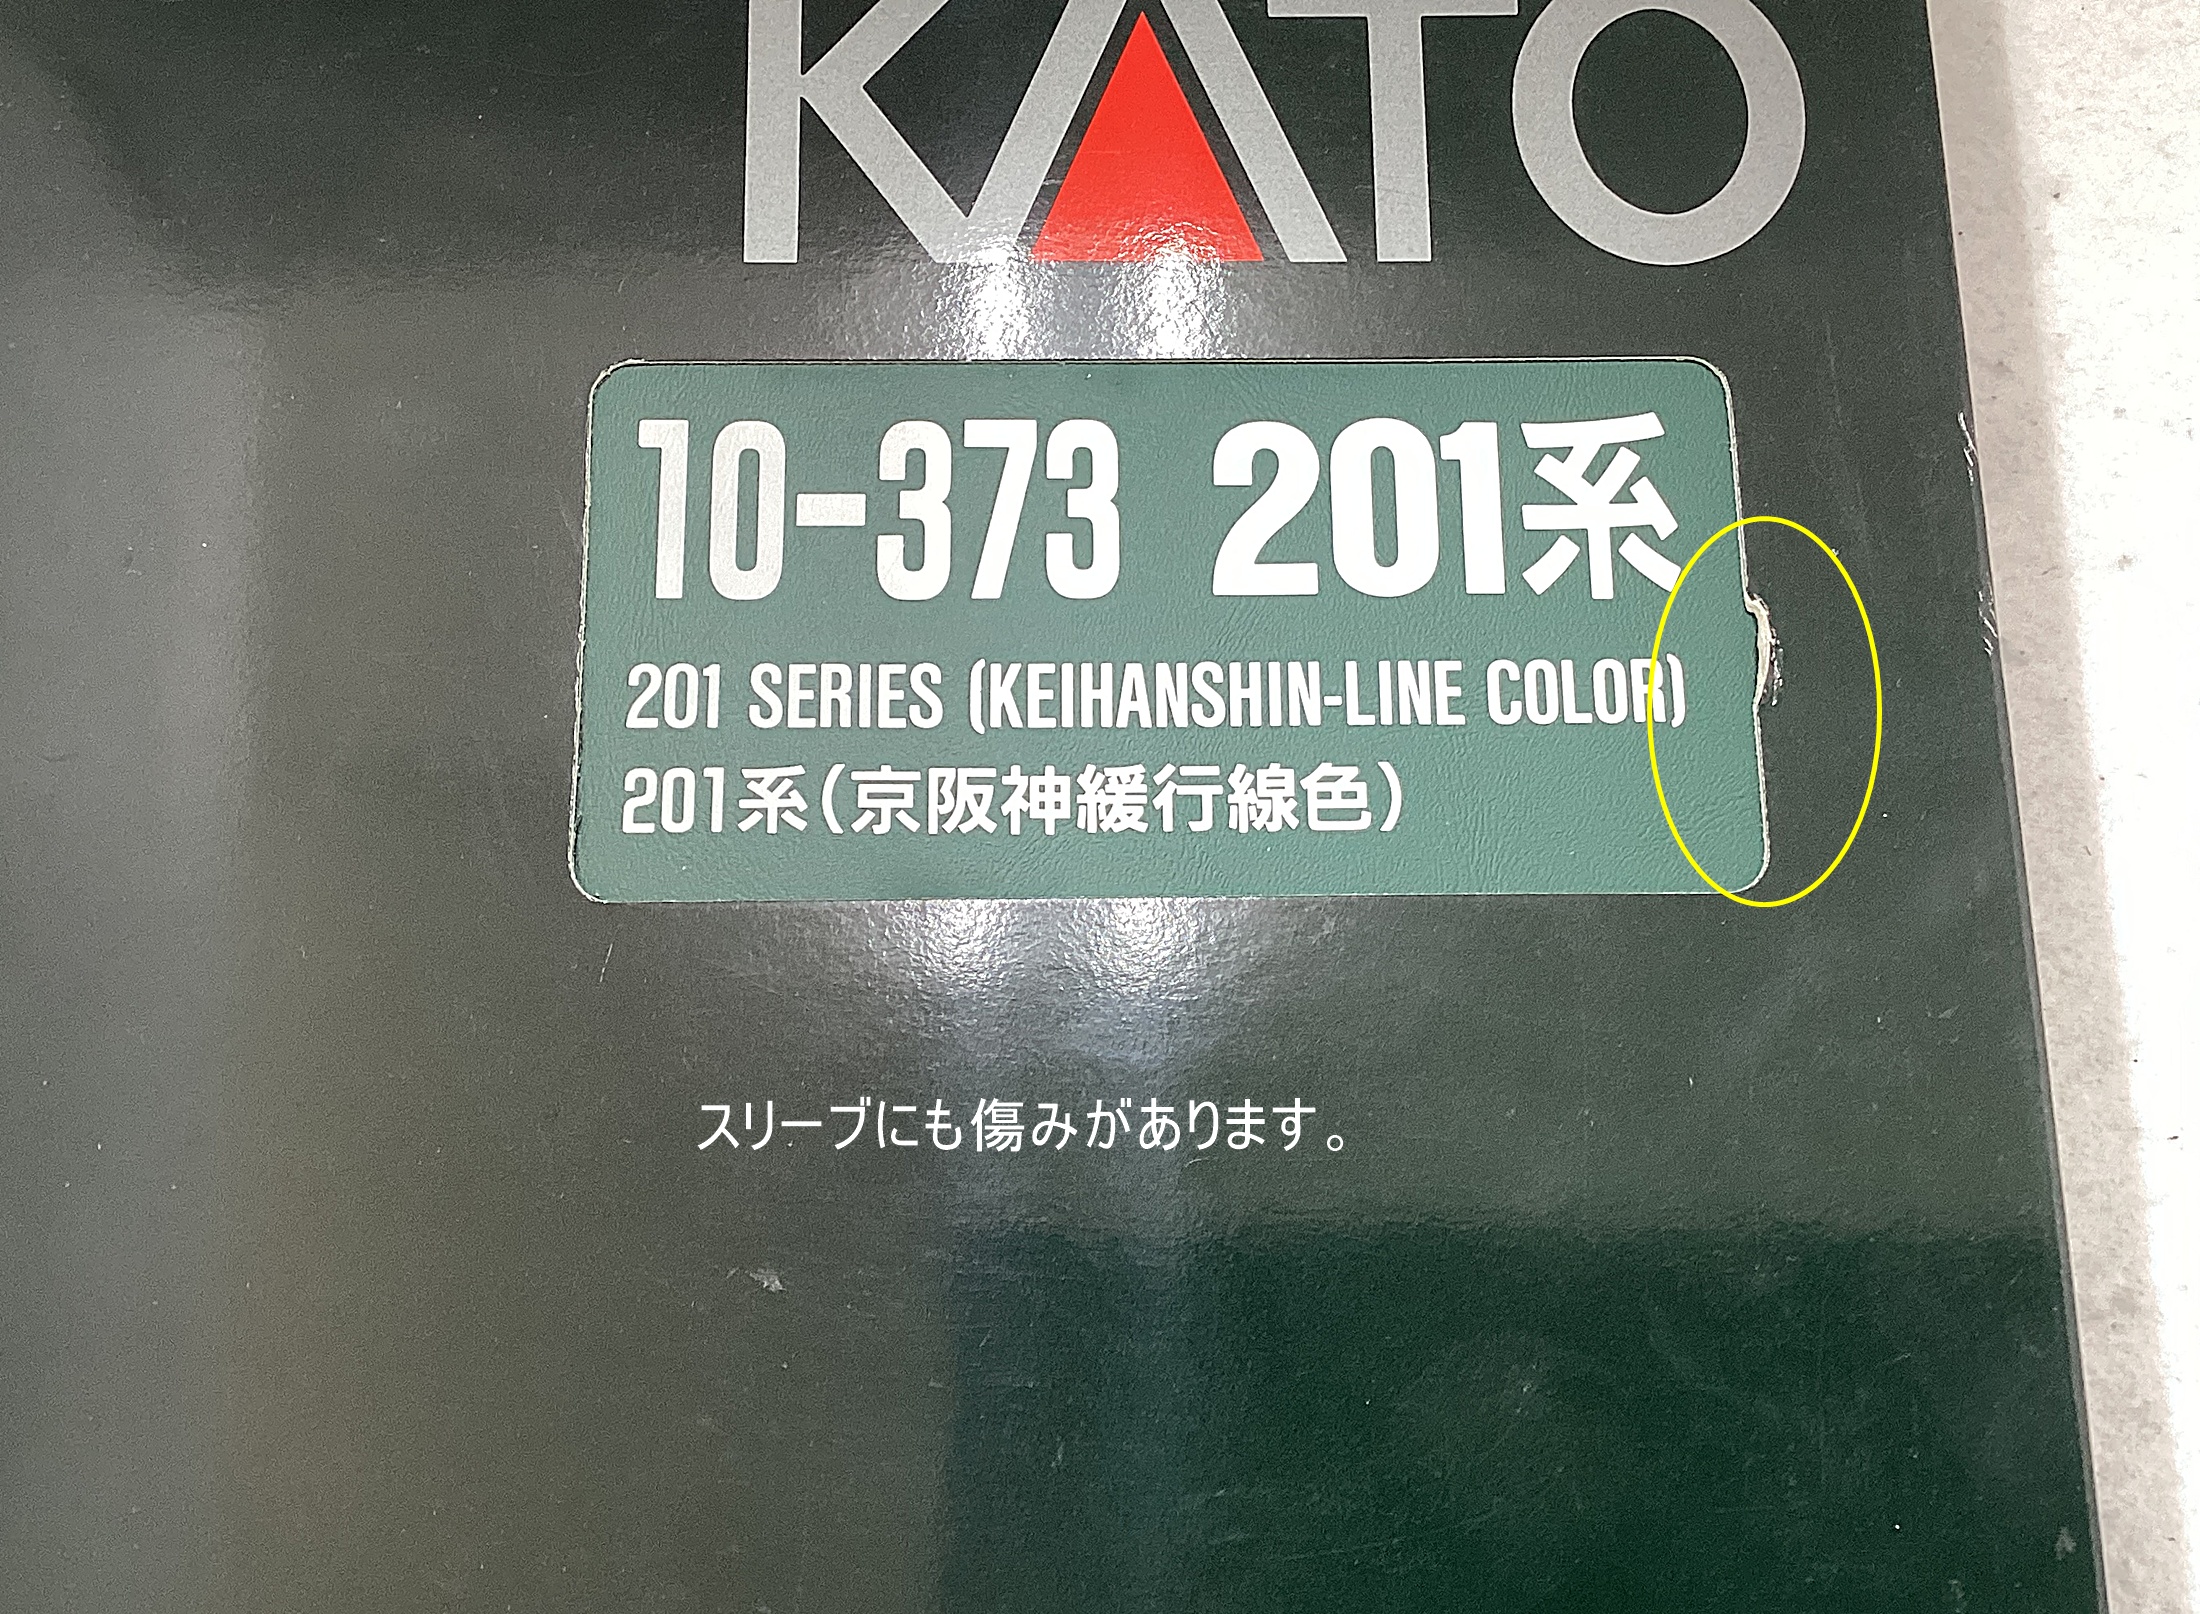 KATO
10-373 201系
201 SERIES (KEIHANSHIN-LINE COLOR)
201系(京阪神緩行線色)
スリーブにも傷みがあります。